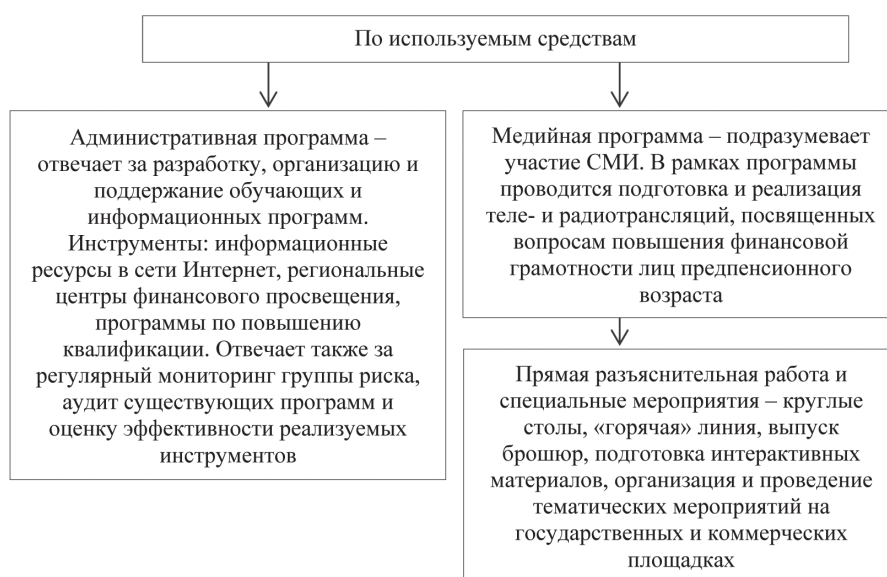 По используемым средствам
Административная программа –
отвечает за разработку, организацию и
поддержание обучающих и
информационных программ.
Инструменты: информационные
ресурсы в сети Интернет, региональные
центры финансового просвещения,
программы по повышению
квалификации. Отвечает также за
регулярный мониторинг группы риска,
аудит существующих программ и
оценку эффективности реализуемых
инструментов
Медийная программа – подразумевает
участие СМИ. В рамках программы
проводится подготовка и реализация
теле- и радиотрансляций, посвященных
вопросам повышения финансовой
грамотности лиц предпенсионного
возраста
Прямая разъяснительная работа и
специальные мероприятия – круглые
столы, «горячая» линия, выпуск
брошюр, подготовка интерактивных
материалов, организация и проведение
тематических мероприятий на
государственных и коммерческих
площадках